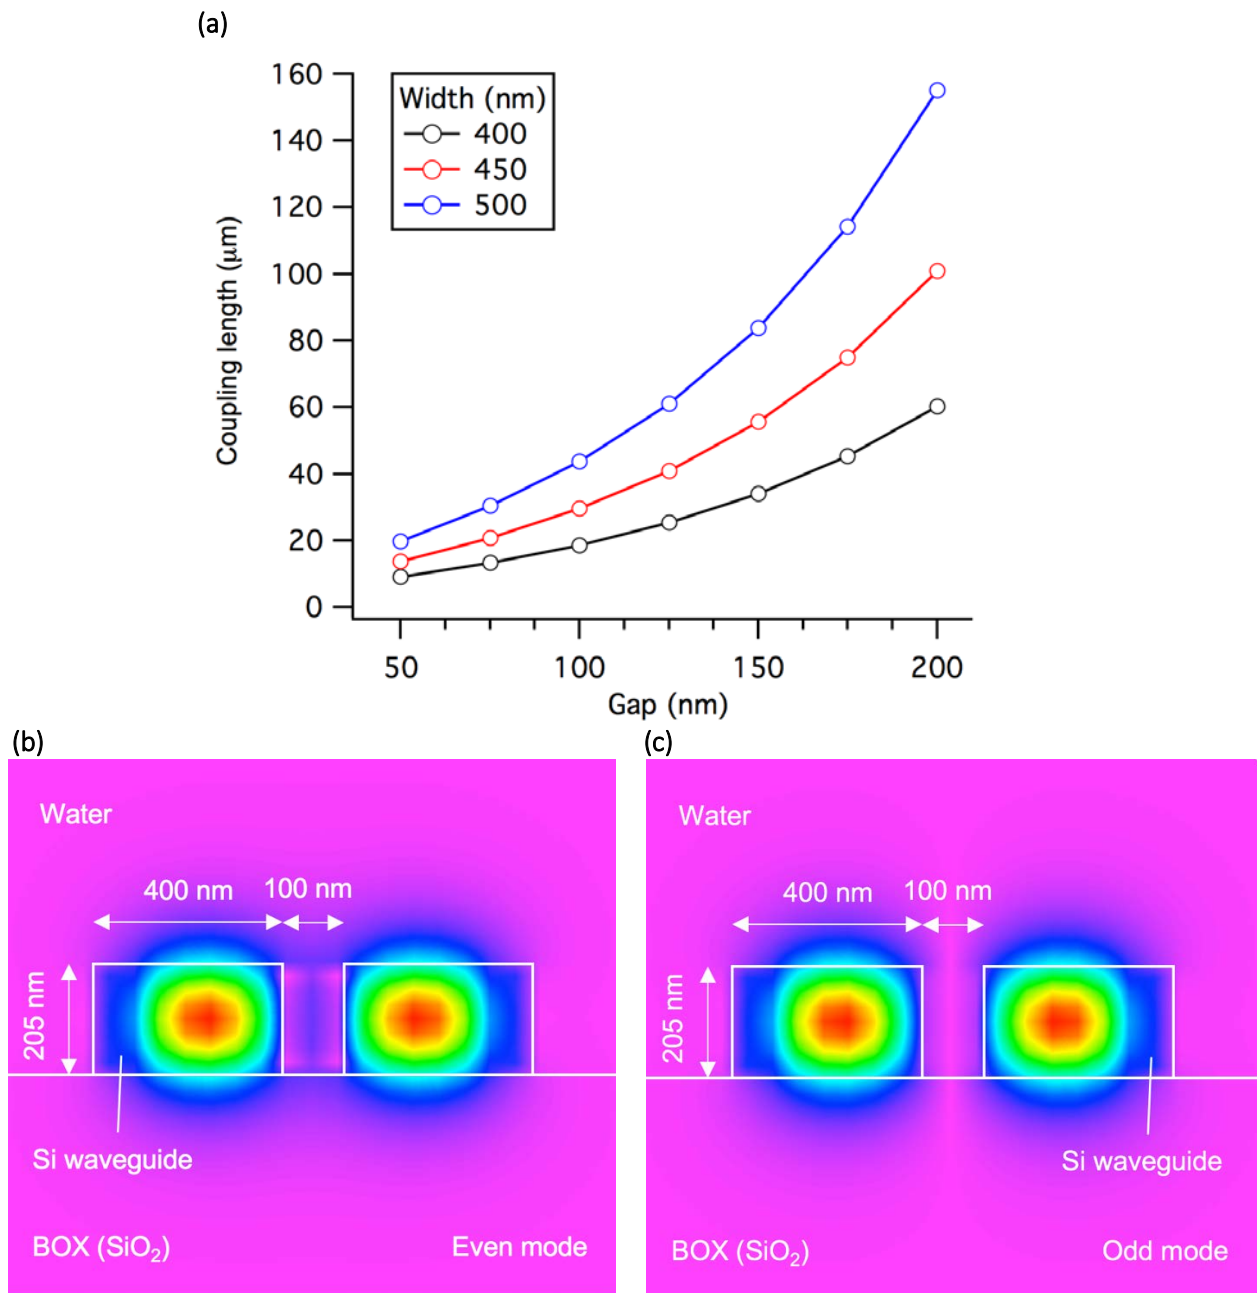 (a)
160
140
120
100
80
60
40
20
0
Coupling length (μm)
Width (nm)
400
450
500
50 100 150 200
Gap (nm)
(b)
Water
400 nm 100 nm
205 nm
Si waveguide
BOX (SiO₂) Even mode
(c)
Water
400 nm 100 nm
205 nm
Si waveguide
BOX (SiO₂) Odd mode